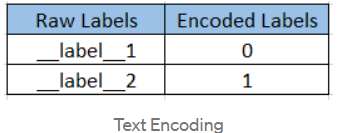 Raw Labels Encoded Labels
__label__1 0
__label__2 1
Text Encoding